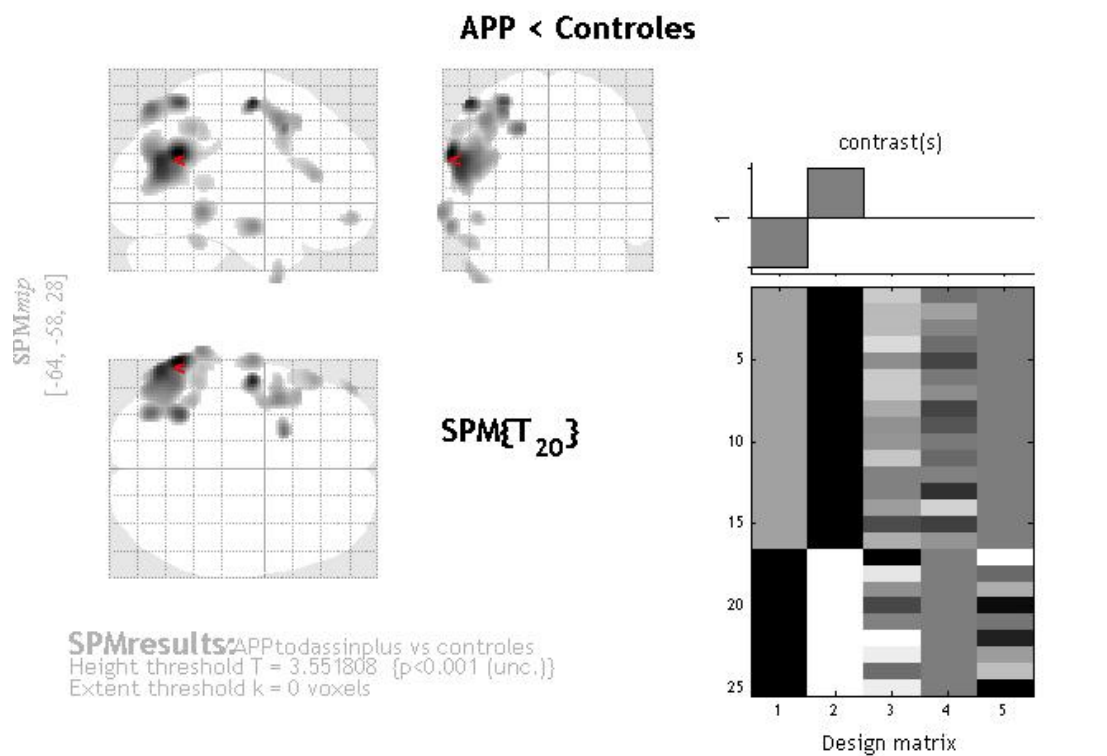 APP < Controles
SPMmip
[-64, -58, 28]
<
<
<
SPM{T20}
contrast(s)
1
5
10
15
20
25
1 2 3 4 5
Design matrix
SPMresults: APPtodassinplus vs controles
Height threshold T = 3.551808 {p<0.001 (unc.)}
Extent threshold k = 0 voxels